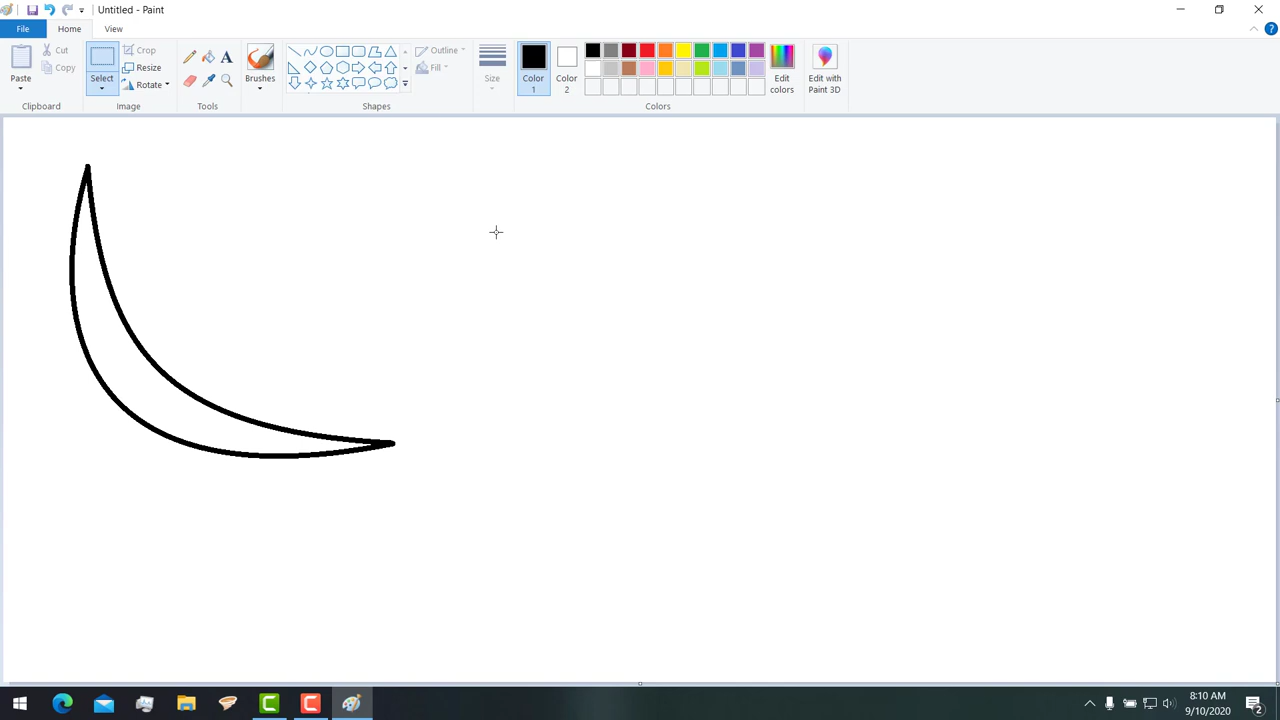 Untitled - Paint
File Home View
Paste
Cut
Copy
Clipboard
Select
Crop
Resize
Rotate
Image
A
Tools
Brushes
Outline
Fill
Shapes
Size
Color 1
Color 2
Edit colors
Colors
Edit with Paint 3D
8:10 AM
9/10/2020
2